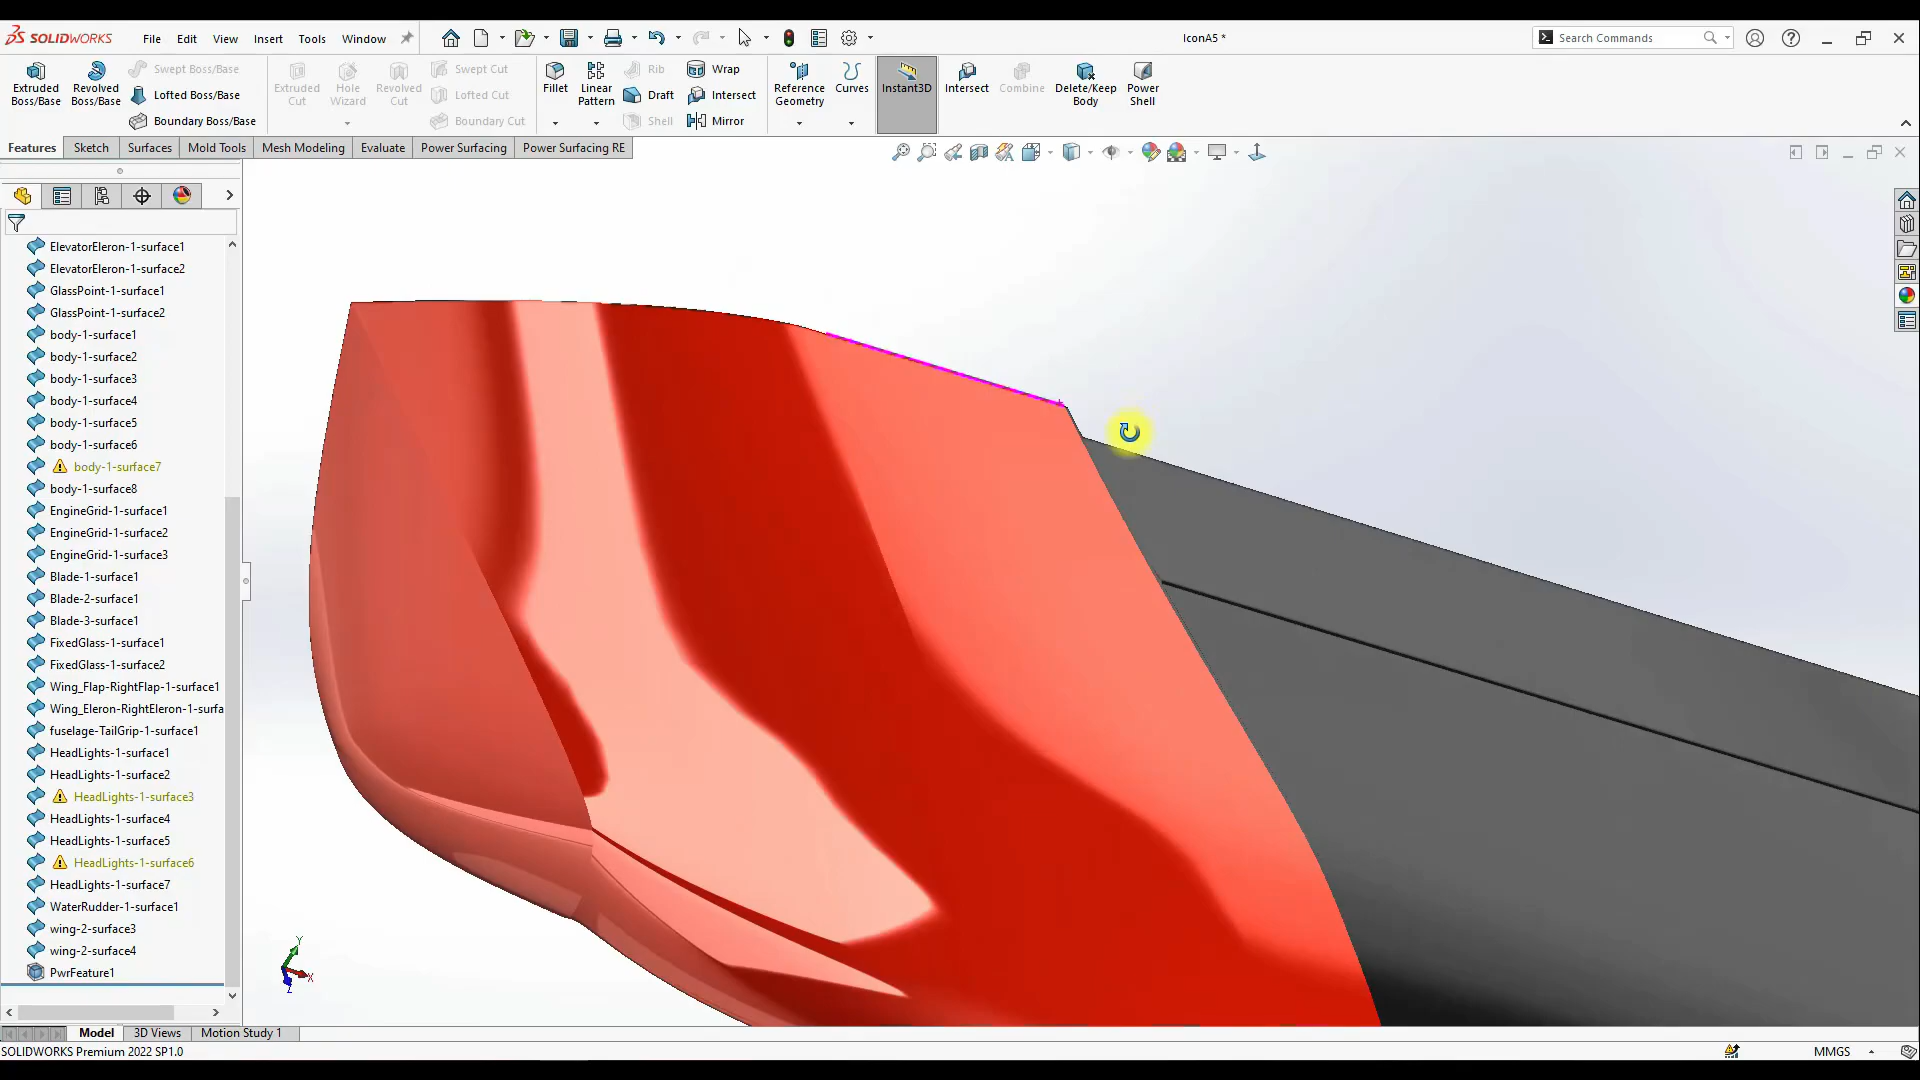 SOLIDWORKS File Edit View Insert Tools Window IconA5 * Search Commands
Extruded Boss/Base
Revolved Boss/Base
Swept Boss/Base
Lofted Boss/Base
Boundary Boss/Base
Extruded Cut
Hole Wizard
Revolved Cut
Swept Cut
Lofted Cut
Boundary Cut
Fillet
Linear Pattern
Rib
Draft
Shell
Wrap
Intersect
Mirror
Reference Geometry
Curves
Instant3D
Intersect
Combine
Delete/Keep Body
Power Shell
Features Sketch Surfaces Mold Tools Mesh Modeling Evaluate Power Surfacing Power Surfacing RE
ElevatorEleron-1-surface1
ElevatorEleron-1-surface2
GlassPoint-1-surface1
GlassPoint-1-surface2
body-1-surface1
body-1-surface2
body-1-surface3
body-1-surface4
body-1-surface5
body-1-surface6
body-1-surface7
body-1-surface8
EngineGrid-1-surface1
EngineGrid-1-surface2
EngineGrid-1-surface3
Blade-1-surface1
Blade-2-surface1
Blade-3-surface1
FixedGlass-1-surface1
FixedGlass-1-surface2
Wing_Flap-RightFlap-1-surface1
Wing_Eleron-RightEleron-1-surfa
fuselage-TailGrip-1-surface1
HeadLights-1-surface1
HeadLights-1-surface2
HeadLights-1-surface3
HeadLights-1-surface4
HeadLights-1-surface5
HeadLights-1-surface6
HeadLights-1-surface7
WaterRudder-1-surface1
wing-2-surface3
wing-2-surface4
PwrFeature1
Y
X
Z
Model 3D Views Motion Study 1
SOLIDWORKS Premium 2022 SP1.0 MMGS